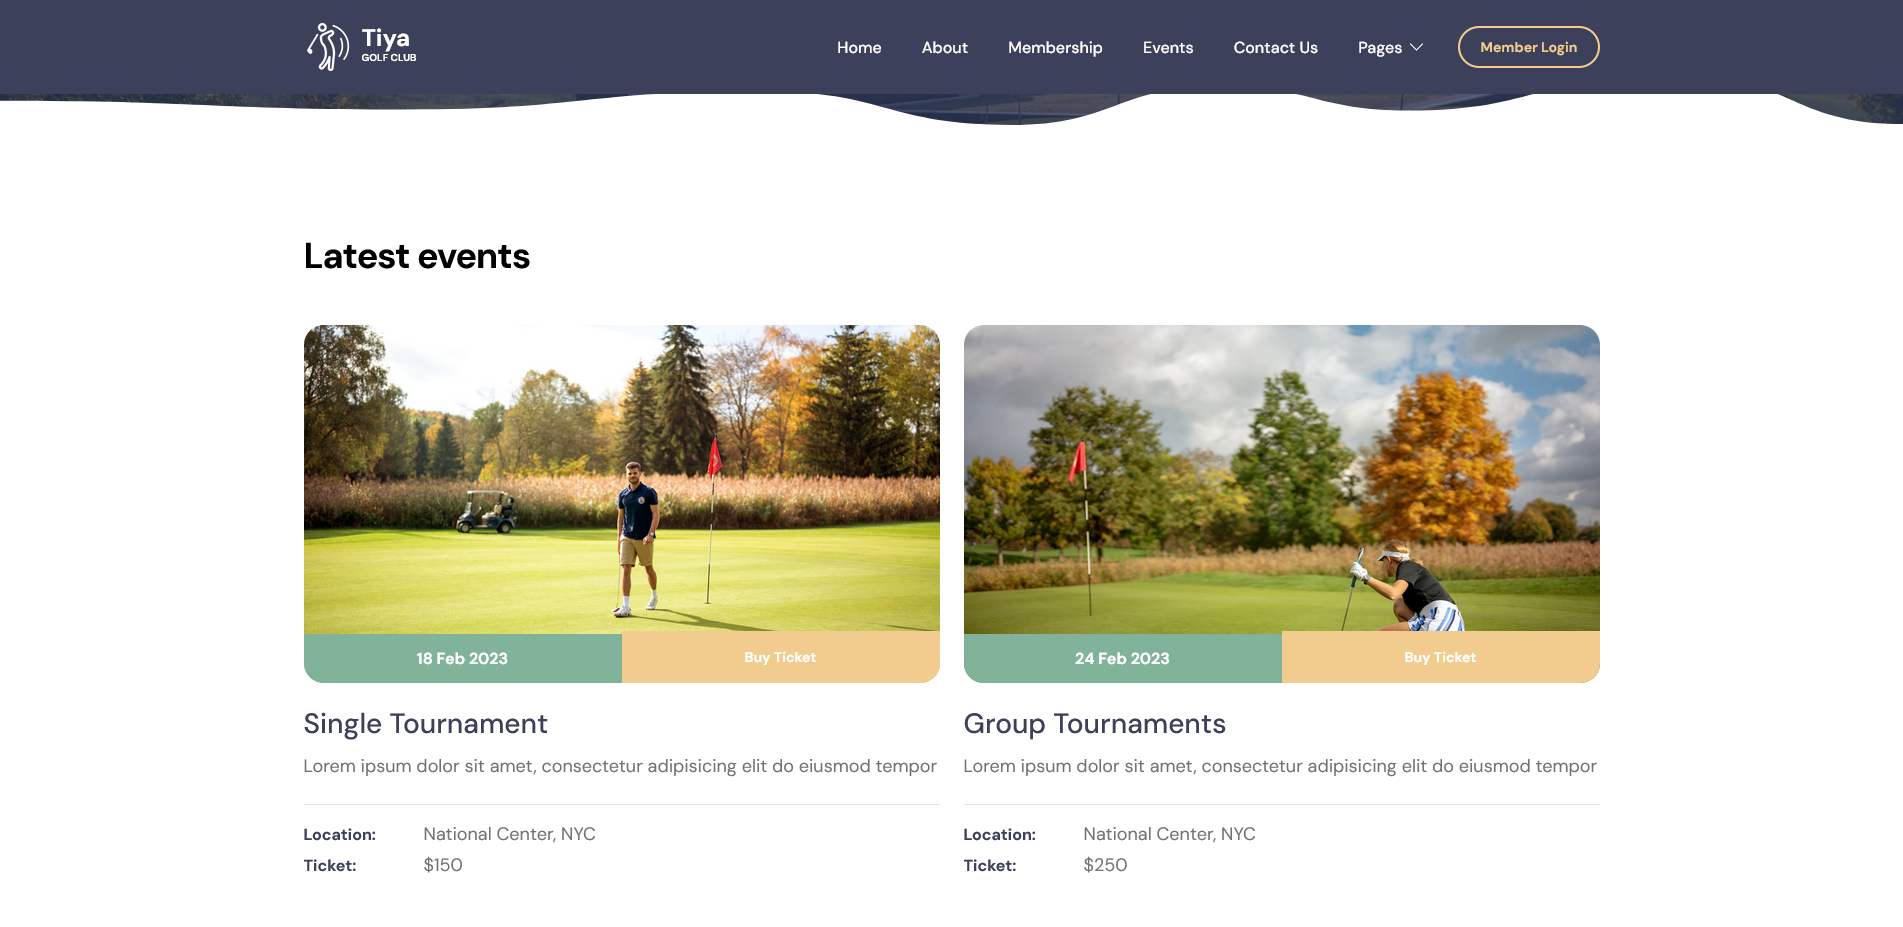 Tiya
GOLF CLUB
Home
About
Membership
Events
Contact Us
Pages
Member Login
Latest events
18 Feb 2023
Buy Ticket
Single Tournament
Lorem ipsum dolor sit amet, consectetur adipisicing elit do eiusmod tempor
Location: National Center, NYC
Ticket: $150
24 Feb 2023
Buy Ticket
Group Tournaments
Lorem ipsum dolor sit amet, consectetur adipisicing elit do eiusmod tempor
Location: National Center, NYC
Ticket: $250